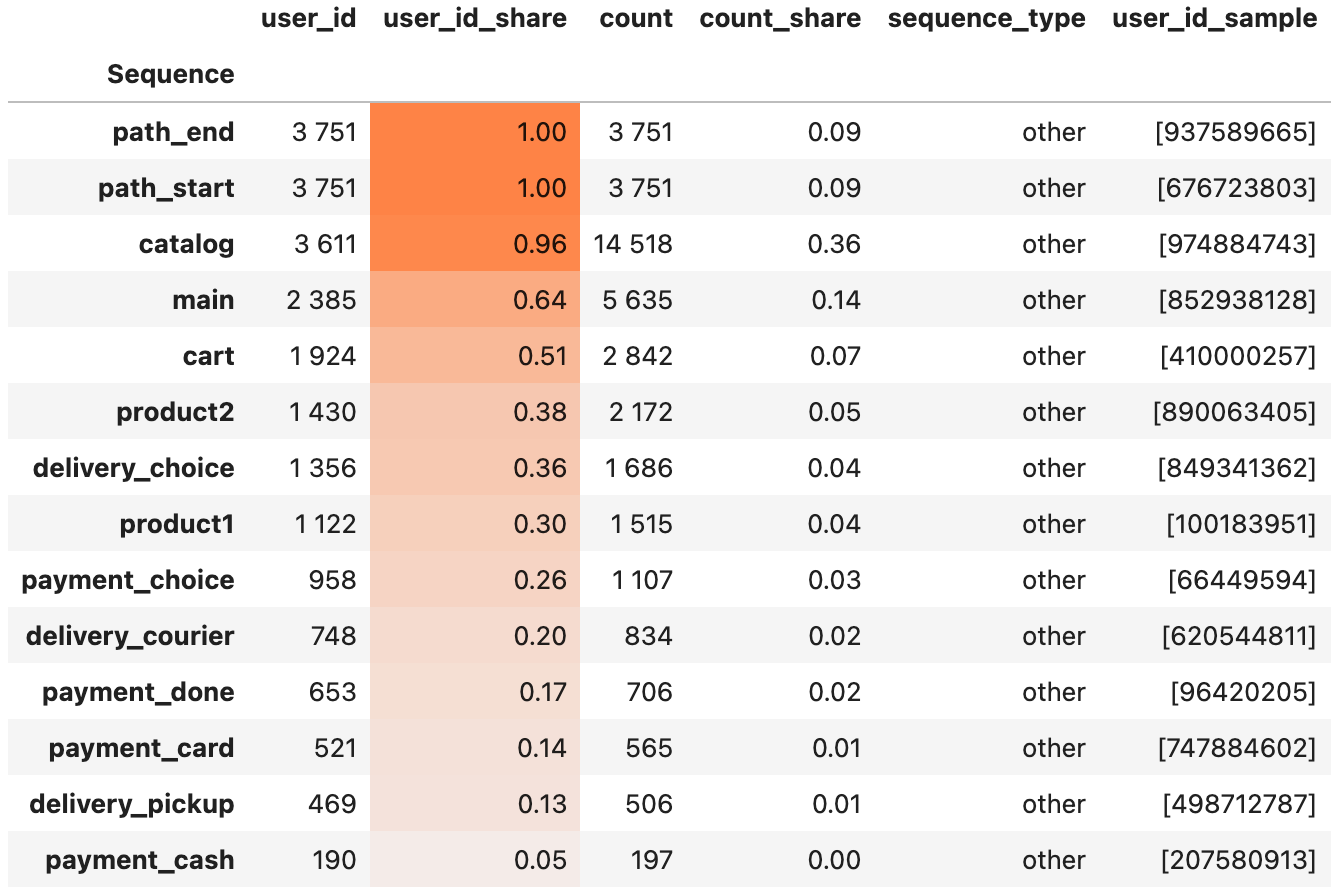 user_id user_id_share count count_share sequence_type user_id_sample
Sequence
path_end 3 751 1.00 3 751 0.09 other [937589665]
path_start 3 751 1.00 3 751 0.09 other [676723803]
catalog 3 611 0.96 14 518 0.36 other [974884743]
main 2 385 0.64 5 635 0.14 other [852938128]
cart 1 924 0.51 2 842 0.07 other [410000257]
product2 1 430 0.38 2 172 0.05 other [890063405]
delivery_choice 1 356 0.36 1 686 0.04 other [849341362]
product1 1 122 0.30 1 515 0.04 other [100183951]
payment_choice 958 0.26 1 107 0.03 other [66449594]
delivery_courier 748 0.20 834 0.02 other [620544811]
payment_done 653 0.17 706 0.02 other [96420205]
payment_card 521 0.14 565 0.01 other [747884602]
delivery_pickup 469 0.13 506 0.01 other [498712787]
payment_cash 190 0.05 197 0.00 other [207580913]